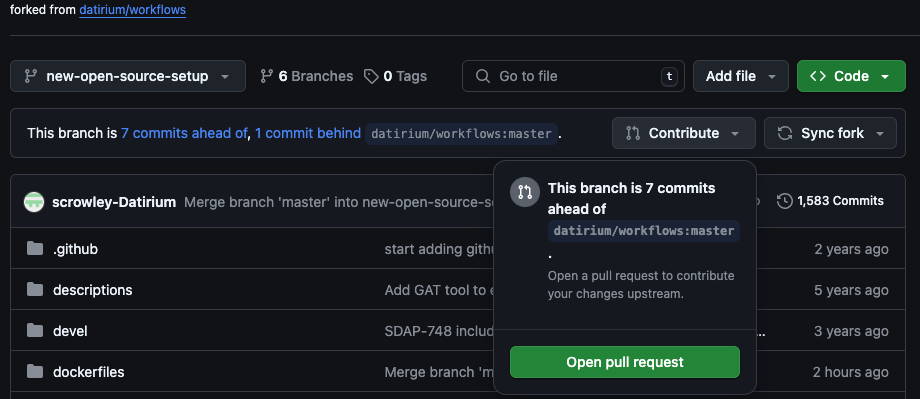 forked from datirium/workflows
new-open-source-setup 6 Branches 0 Tags Go to file t Add file Code
This branch is 7 commits ahead of, 1 commit behind datirium/workflows:master . Contribute Sync fork
This branch is 7 commits
ahead of
datirium/workflows:master
.
Open a pull request to contribute
your changes upstream.
Open pull request
scrowley-Datirium Merge branch 'master' into new-open-source-s 1,583 Commits
.github start adding gith 2 years ago
descriptions Add GAT tool to e 5 years ago
devel SDAP-748 includ ... 3 years ago
dockerfiles Merge branch 'm 2 hours ago